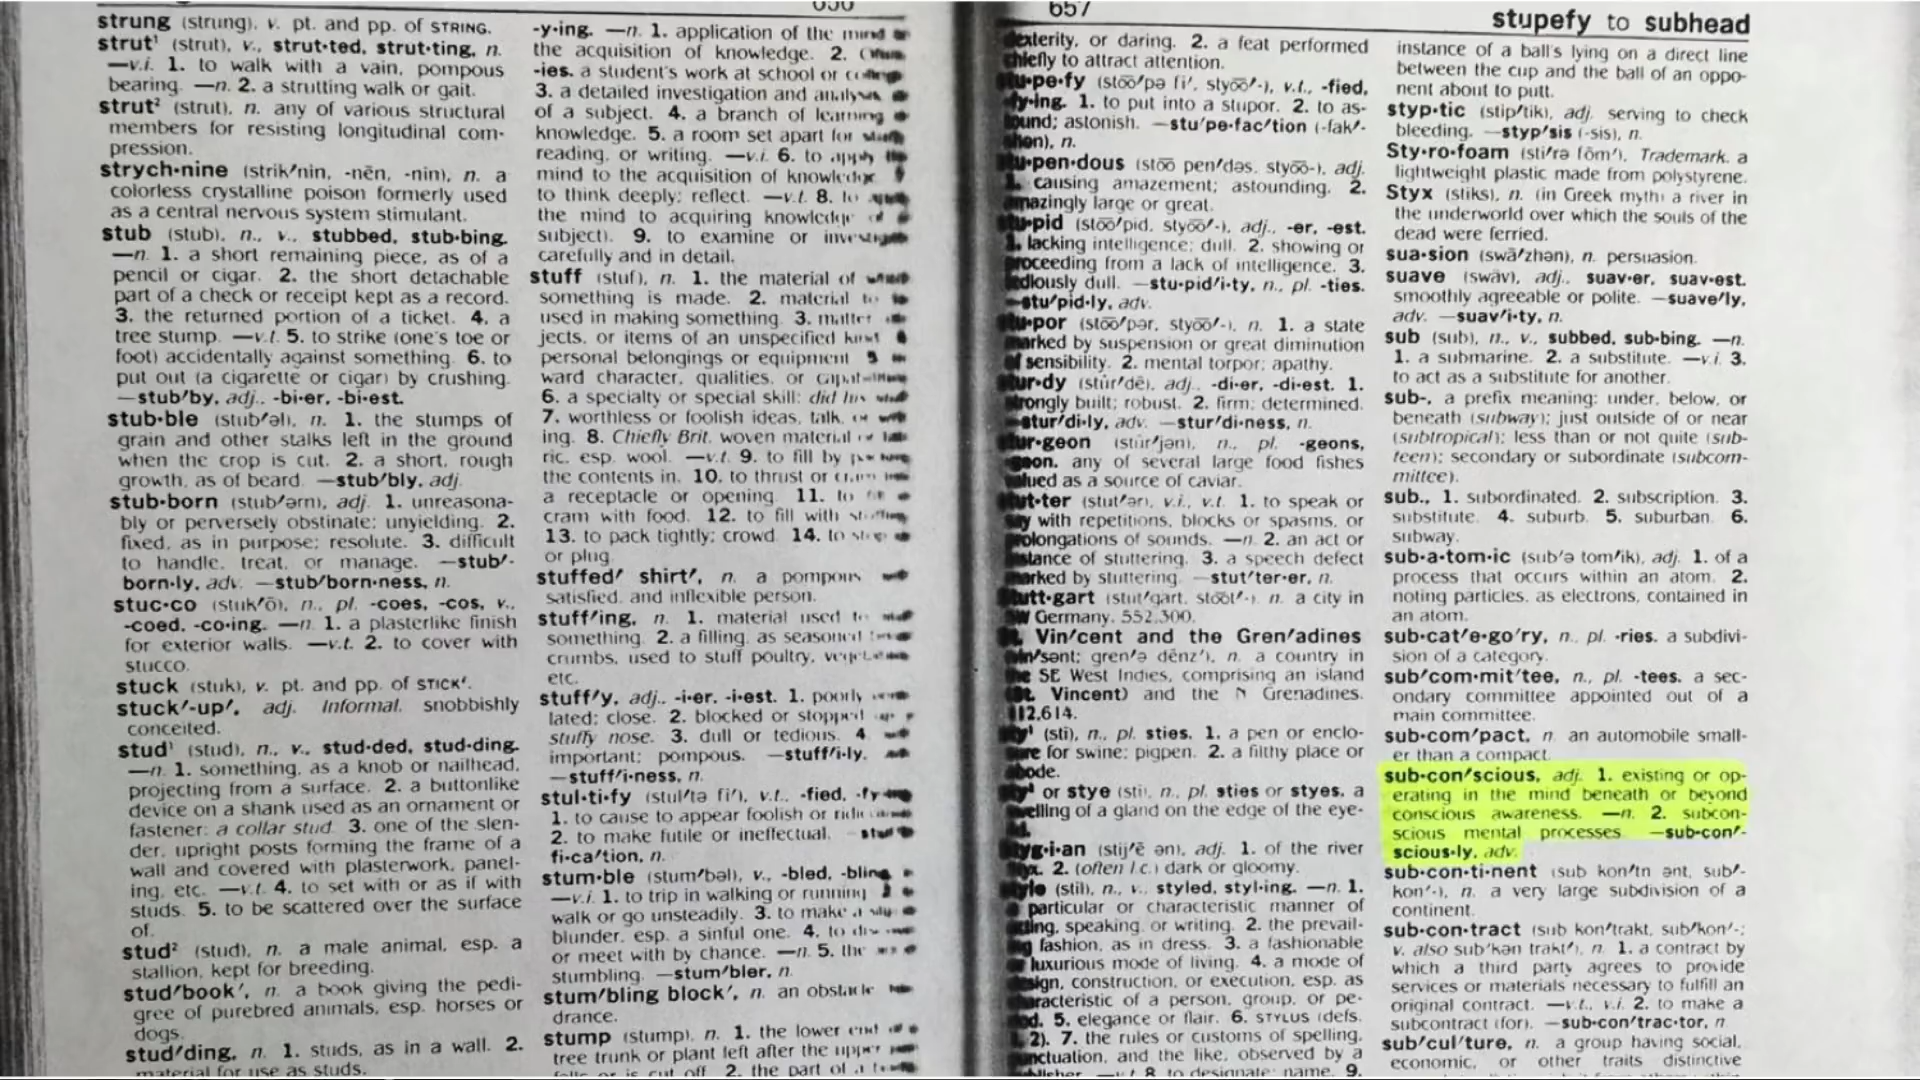 strung (strung), v. pt. and pp. of STRING.
strut¹ (strut), v., strut•ted, strut•ting, n.
—v.i. 1. to walk with a vain, pompous
bearing. —n. 2. a strutting walk or gait.
strut² (strut), n. any of various structural
members for resisting longitudinal com-
pression.
strych•nine (strik′nin, -nēn, -nin), n. a
colorless crystalline poison formerly used
as a central nervous system stimulant.
stub (stub), n., v., stubbed, stub•bing.
—n. 1. a short remaining piece, as of a
pencil or cigar. 2. the short detachable
part of a check or receipt kept as a record.
3. the returned portion of a ticket. 4. a
tree stump. —v.t. 5. to strike (one's toe or
foot) accidentally against something. 6. to
put out (a cigarette or cigar) by crushing.
—stub′by, adj., -bi•er, -bi•est.
stub•ble (stub′əl), n. 1. the stumps of
grain and other stalks left in the ground
when the crop is cut. 2. a short, rough
growth, as of beard. —stub′bly, adj.
stub•born (stub′ərn), adj. 1. unreasona-
bly or perversely obstinate; unyielding. 2.
fixed, as in purpose; resolute. 3. difficult
to handle, treat, or manage. —stub′-
born•ly, adv. —stub′born•ness, n.
stuc•co (stuk′ō), n., pl. -coes, -cos, v.,
-coed, -co•ing. —n. 1. a plasterlike finish
for exterior walls. —v.t. 2. to cover with
stucco.
stuck (stuk), v. pt. and pp. of STICK¹.
stuck′-up′, adj. Informal. snobbishly
conceited.
stud¹ (stud), n., v., stud•ded, stud•ding.
—n. 1. something, as a knob or nailhead,
projecting from a surface. 2. a buttonlike
device on a shank used as an ornament or
fastener: a collar stud. 3. one of the slen-
der, upright posts forming the frame of a
wall and covered with plasterwork, panel-
ing, etc. —v.t. 4. to set with or as if with
studs. 5. to be scattered over the surface
of.
stud² (stud), n. a male animal, esp. a
stallion, kept for breeding.
stud′book′, n. a book giving the pedi-
gree of purebred animals, esp. horses or
dogs.
stud′ding, n. 1. studs, as in a wall. 2.
material for use as studs.
656
-y•ing. —n. 1. application of the mind
the acquisition of knowledge. 2.
-ies. a student's work at school or
3. a detailed investigation and analysis
of a subject. 4. a branch of learning
knowledge. 5. a room set apart for
reading, or writing. —v.i. 6. to apply
mind to the acquisition of knowledge
to think deeply; reflect. —v.t. 8. to
the mind to acquiring knowledge of
subject). 9. to examine or
carefully and in detail.
stuff (stuf), n. 1. the material of
something is made. 2. material to
used in making something. 3. matter
jects, or items of an unspecified kind
personal belongings or equipment 5
ward character, qualities, or
6. a specialty or special skill: did his
7. worthless or foolish ideas, talk,
ing. 8. Chiefly Brit. woven material
ric, esp. wool. —v.t. 9. to fill by
the contents in. 10. to thrust or
a receptacle or opening. 11. to
cram with food. 12. to fill with
13. to pack tightly; crowd. 14. to
or plug.
stuffed′ shirt′, n. a pompous
satisfied, and inflexible person.
stuff′ing, n. 1. material used
something. 2. a filling, as seasoned
crumbs, used to stuff poultry,
etc.
stuff′y, adj., -i•er, -i•est. 1. poorly
lated; close. 2. blocked or stopped
stuffy nose. 3. dull or tedious. 4.
important; pompous. —stuff′i•ly,
—stuff′i•ness, n.
stul•ti•fy (stul′tə fī′), v.t., -fied, -fy
1. to cause to appear foolish or
2. to make futile or ineffectual.
fi•ca′tion, n.
stum•ble (stum′bəl), v., -bled, -bling
—v.i. 1. to trip in walking or running
walk or go unsteadily. 3. to make a
blunder, esp. a sinful one. 4. to
or meet with by chance. —n. 5. the
stumbling. —stum′bler, n.
stum′bling block′, n. an obstacle
drance.
stump (stump), n. 1. the lower end
tree trunk or plant left after the upper
falls or is cut off. 2. the part of a
657
stupefy to subhead
dexterity, or daring. 2. a feat performed
chiefly to attract attention.
stu•pe•fy (sto͞o′pə fī′, styo͞o′-), v.t., -fied,
-fy•ing. 1. to put into a stupor. 2. to as-
tound; astonish. —stu′pe•fac′tion (-fak′-
shən), n.
stu•pen•dous (sto͞o pen′dəs, styo͞o-), adj.
1. causing amazement; astounding. 2.
amazingly large or great.
stu•pid (sto͞o′pid, styo͞o′-), adj., -er, -est.
1. lacking intelligence; dull. 2. showing or
proceeding from a lack of intelligence. 3.
tediously dull. —stu•pid′i•ty, n., pl. -ties.
—stu′pid•ly, adv.
stu•por (sto͞o′pər, styo͞o′-), n. 1. a state
marked by suspension or great diminution
of sensibility. 2. mental torpor; apathy.
stur•dy (stûr′dē), adj., -di•er, -di•est. 1.
strongly built; robust. 2. firm; determined.
—stur′di•ly, adv. —stur′di•ness, n.
stur•geon (stûr′jən), n., pl. -geons,
-geon. any of several large food fishes
valued as a source of caviar.
stut•ter (stut′ər), v.i., v.t. 1. to speak or
say with repetitions, blocks or spasms, or
prolongations of sounds. —n. 2. an act or
instance of stuttering. 3. a speech defect
marked by stuttering. —stut′ter•er, n.
Stutt•gart (stut′gärt, sto͝ot′-), n. a city in
SW Germany. 552,300.
St. Vin′cent and the Gren′adines
(vin′sənt; gren′ə dēnz′), n. a country in
the SE West Indies, comprising an island
(St. Vincent) and the N Grenadines.
112,614.
sty¹ (stī), n., pl. sties. 1. a pen or enclo-
sure for swine; pigpen. 2. a filthy place or
abode.
sty² or stye (stī), n., pl. sties or styes. a
swelling of a gland on the edge of the eye-
lid.
Styg•i•an (stij′ē ən), adj. 1. of the river
Styx. 2. (often l.c.) dark or gloomy.
style (stīl), n., v., styled, styl•ing. —n. 1.
a particular or characteristic manner of
acting, speaking or writing. 2. the prevail-
ing fashion, as in dress. 3. a fashionable
or luxurious mode of living. 4. a mode of
design, construction, or execution, esp. as
characteristic of a person, group, or pe-
riod. 5. elegance or flair. 6. STYLUS (defs.
1, 2). 7. the rules or customs of spelling,
punctuation, and the like, observed by a
publisher. —v.t. 8. to designate; name. 9.
instance of a ball's lying on a direct line
between the cup and the ball of an oppo-
nent about to putt.
styp•tic (stip′tik), adj. serving to check
bleeding. —styp′sis (-sis), n.
Sty•ro•foam (stī′rə fōm′), Trademark. a
lightweight plastic made from polystyrene.
Styx (stiks), n. (in Greek myth) a river in
the underworld over which the souls of the
dead were ferried.
sua•sion (swā′zhən), n. persuasion.
suave (swäv), adj., suav•er, suav•est.
smoothly agreeable or polite. —suave′ly,
adv. —suav′i•ty, n.
sub (sub), n., v., subbed, sub•bing. —n.
1. a submarine. 2. a substitute. —v.i. 3.
to act as a substitute for another.
sub-, a prefix meaning: under, below, or
beneath (subway); just outside of or near
(subtropical); less than or not quite (sub-
teen); secondary or subordinate (subcom-
mittee).
sub., 1. subordinated. 2. subscription. 3.
substitute. 4. suburb. 5. suburban. 6.
subway.
sub•a•tom•ic (sub′ə tom′ik), adj. 1. of a
process that occurs within an atom. 2.
noting particles, as electrons, contained in
an atom.
sub•cat′e•go′ry, n., pl. -ries. a subdivi-
sion of a category.
sub′com•mit′tee, n., pl. -tees. a sec-
ondary committee appointed out of a
main committee.
sub•com′pact, n. an automobile small-
er than a compact.
sub•con′scious, adj. 1. existing or op-
erating in the mind beneath or beyond
conscious awareness. —n. 2. subcon-
scious mental processes. —sub•con′-
scious•ly, adv.
sub•con•ti•nent (sub kon′tn ənt, sub′-
kon′-), n. a very large subdivision of a
continent.
sub•con•tract (sub kon′trakt, sub′kon′-;
v. also sub′kən trakt′), n. 1. a contract by
which a third party agrees to provide
services or materials necessary to fulfill an
original contract. —v.t., v.i. 2. to make a
subcontract (for). —sub•con′trac•tor, n.
sub′cul′ture, n. a group having social,
economic, or other traits distinctive